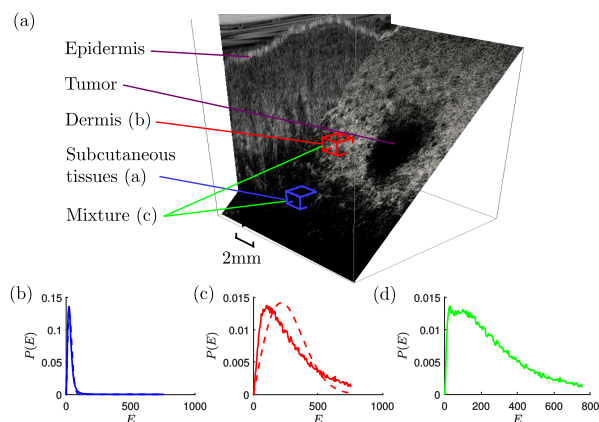 (a)
Epidermis
Tumor
Dermis (b)
Subcutaneous
tissues (a)
Mixture (c)
2mm
(b)
(c)
(d)
P(E)
0.15
0.1
0.05
0
0
500
1000
E
P(E)
0.015
0.01
0.005
0
0
500
1000
E
P(E)
0.015
0.01
0.005
0
0
200
400
600
800
E